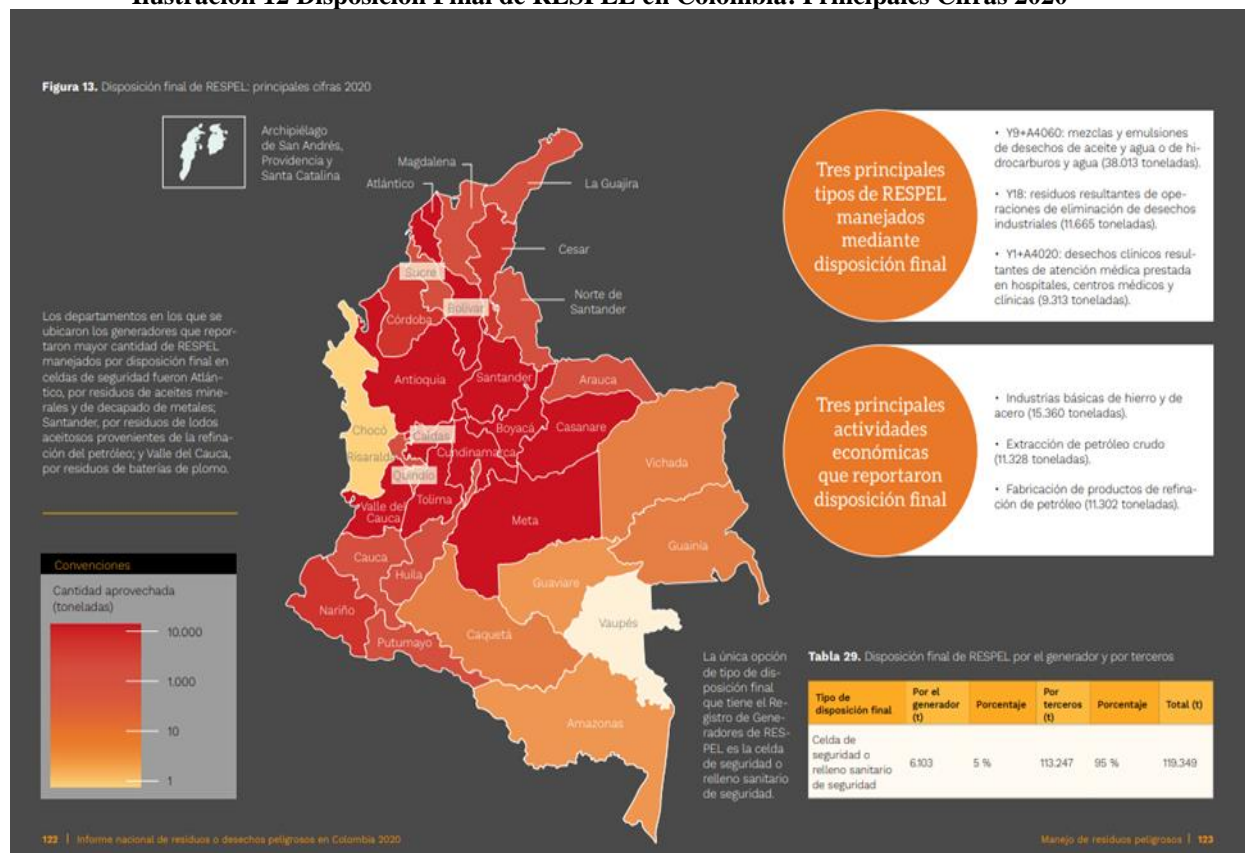 Ilustración 12 Disposición Final de RESPEL en Colombia: Principales Cifras 2020
Figura 13. Disposición final de RESPEL: principales cifras 2020
Archipiélago
de San Andrés,
Providencia y
Santa Catalina
Magdalena
Atlántico
La Guajira
Cesar
Norte de
Santander
Sucre
Bolívar
Córdoba
Antioquia
Santander
Arauca
Chocó
Caldas
Boyacá
Casanare
Risaralda
Cundinamarca
Quindío
Vichada
Tolima
Valle del
Cauca
Meta
Guainía
Cauca
Huila
Guaviare
Nariño
Vaupés
Putumayo
Caquetá
Amazonas
Los departamentos en los que se
ubicaron los generadores que repor-
taron mayor cantidad de RESPEL
manejados por disposición final en
celdas de seguridad fueron Atlán-
tico, por residuos de aceites mine-
rales y de decapado de metales;
Santander, por residuos de lodos
aceitosos provenientes de la refina-
ción del petróleo; y Valle del Cauca,
por residuos de baterías de plomo.
Convenciones
Cantidad aprovechada
(toneladas)
10.000
1.000
10
1
Tres principales
tipos de RESPEL
manejados
mediante
disposición final
• Y9+A4060: mezclas y emulsiones
de desechos de aceite y agua o de hi-
drocarburos y agua (38.013 toneladas).
• Y18: residuos resultantes de ope-
raciones de eliminación de desechos
industriales (11.665 toneladas).
• Y1+A4020: desechos clínicos resul-
tantes de atención médica prestada
en hospitales, centros médicos y
clínicas (9.313 toneladas).
Tres principales
actividades
económicas
que reportaron
disposición final
• Industrias básicas de hierro y de
acero (15.360 toneladas).
• Extracción de petróleo crudo
(11.328 toneladas).
• Fabricación de productos de refina-
ción de petróleo (11.302 toneladas).
La única opción
de tipo de dis-
posición final
que tiene el Re-
gistro de Gene-
radores de RES-
PEL es la celda
de seguridad o
relleno sanitario
de seguridad.
Tabla 29. Disposición final de RESPEL por el generador y por terceros
Tipo de disposición final | Por el generador (t) | Porcentaje | Por terceros (t) | Porcentaje | Total (t)
Celda de seguridad o relleno sanitario de seguridad | 6.103 | 5 % | 113.247 | 95 % | 119.349
122 | Informe nacional de residuos o desechos peligrosos en Colombia 2020
Manejo de residuos peligrosos | 123